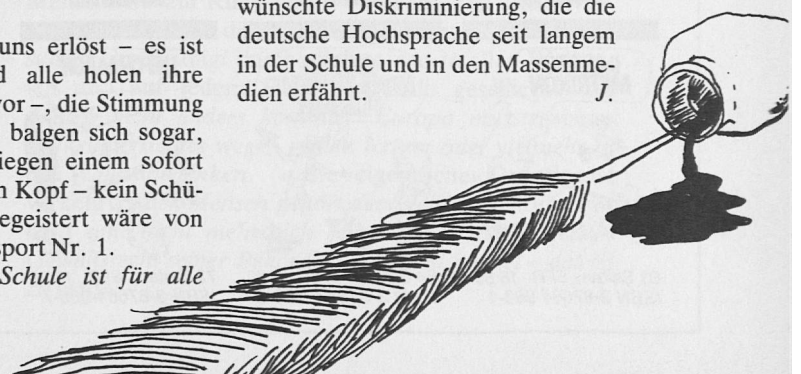 uns erlöst – es ist
alle holen ihre
vor –, die Stimmung
balgen sich sogar,
iegen einem sofort
Kopf – kein Schü-
egeistert wäre von
sport Nr. 1.
Schule ist für alle
wünschte Diskriminierung, die die
deutsche Hochsprache seit langem
in der Schule und in den Massenme-
dien erfährt. J.